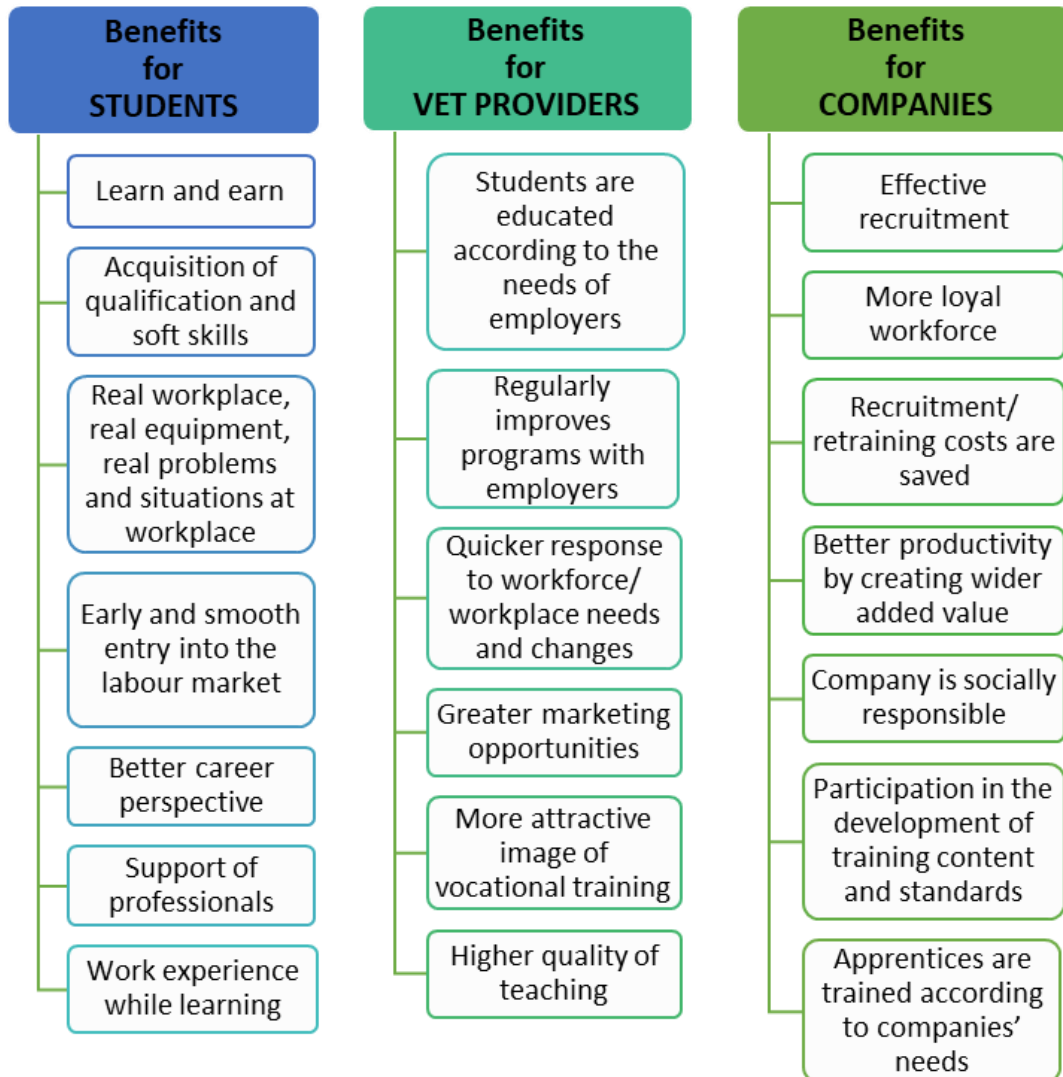 Benefits
for
STUDENTS
Learn and earn
Acquisition of
qualification and
soft skills
Real workplace,
real equipment,
real problems
and situations at
workplace
Early and smooth
entry into the
labour market
Better career
perspective
Support of
professionals
Work experience
while learning
Benefits
for
VET PROVIDERS
Students are
educated
according to the
needs of
employers
Regularly
improves
programs with
employers
Quicker response
to workforce/
workplace needs
and changes
Greater marketing
opportunities
More attractive
image of
vocational training
Higher quality of
teaching
Benefits
for
COMPANIES
Effective
recruitment
More loyal
workforce
Recruitment/
retraining costs are
saved
Better productivity
by creating wider
added value
Company is socially
responsible
Participation in the
development of
training content
and standards
Apprentices are
trained according
to companies’
needs